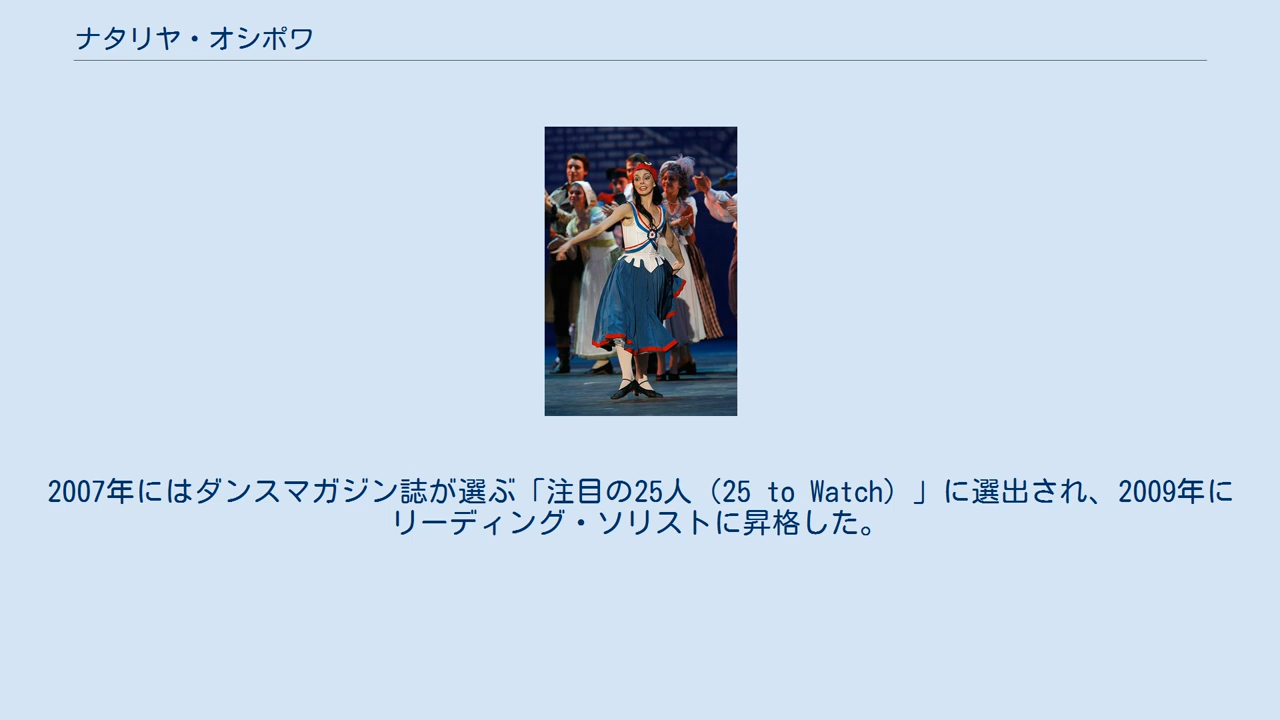 ナタリヤ・オシポワ
2007年にはダンスマガジン誌が選ぶ「注目の25人（25 to Watch）」に選出され、2009年に
リーディング・ソリストに昇格した。